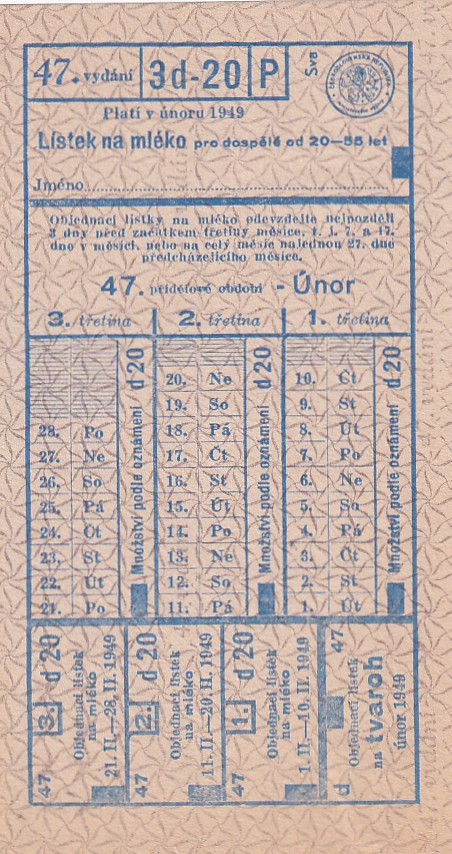 47. vydání 3d-20 P Sva
Platí v únoru 1949
Lístek na mléko pro dospělé od 20—55 let
Jméno
Objednací lístky na mléko odevzdejte nejpozději
3 dny před začátkem třetiny měsíce, t. j. 7. a 17.
dne v měsíci, nebo na celý měsíc najednou 27. dne
předcházejícího měsíce.
47. přídělové období - Únor
3. třetina 2. třetina 1. třetina
20. Ne 10. Čt
19. So 9. St
28. Po 18. Pá 8. Út
27. Ne 17. Čt 7. Po
26. So 16. St 6. Ne
25. Pá 15. Út 5. So
24. Čt 14. Po 4. Pá
23. St 13. Ne 3. Čt
22. Út 12. So 2. St
21. Po 11. Pá 1. Út
Množství podle oznámení d 20
Množství podle oznámení d 20
Množství podle oznámení d 20
47 3. d 20
Objednací lístek
na mléko
21. II.—28. II. 1949
47 2. d 20
Objednací lístek
na mléko
11. II.—20. II. 1949
47 1. d 20
Objednací lístek
na mléko
1. II.—10. II. 1949
d 47
Objednací lístek
na tvaroh
únor 1949